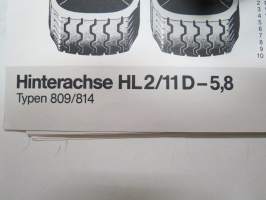 Hinterachse HL 2/11 D – 5,8
Typen 809/814